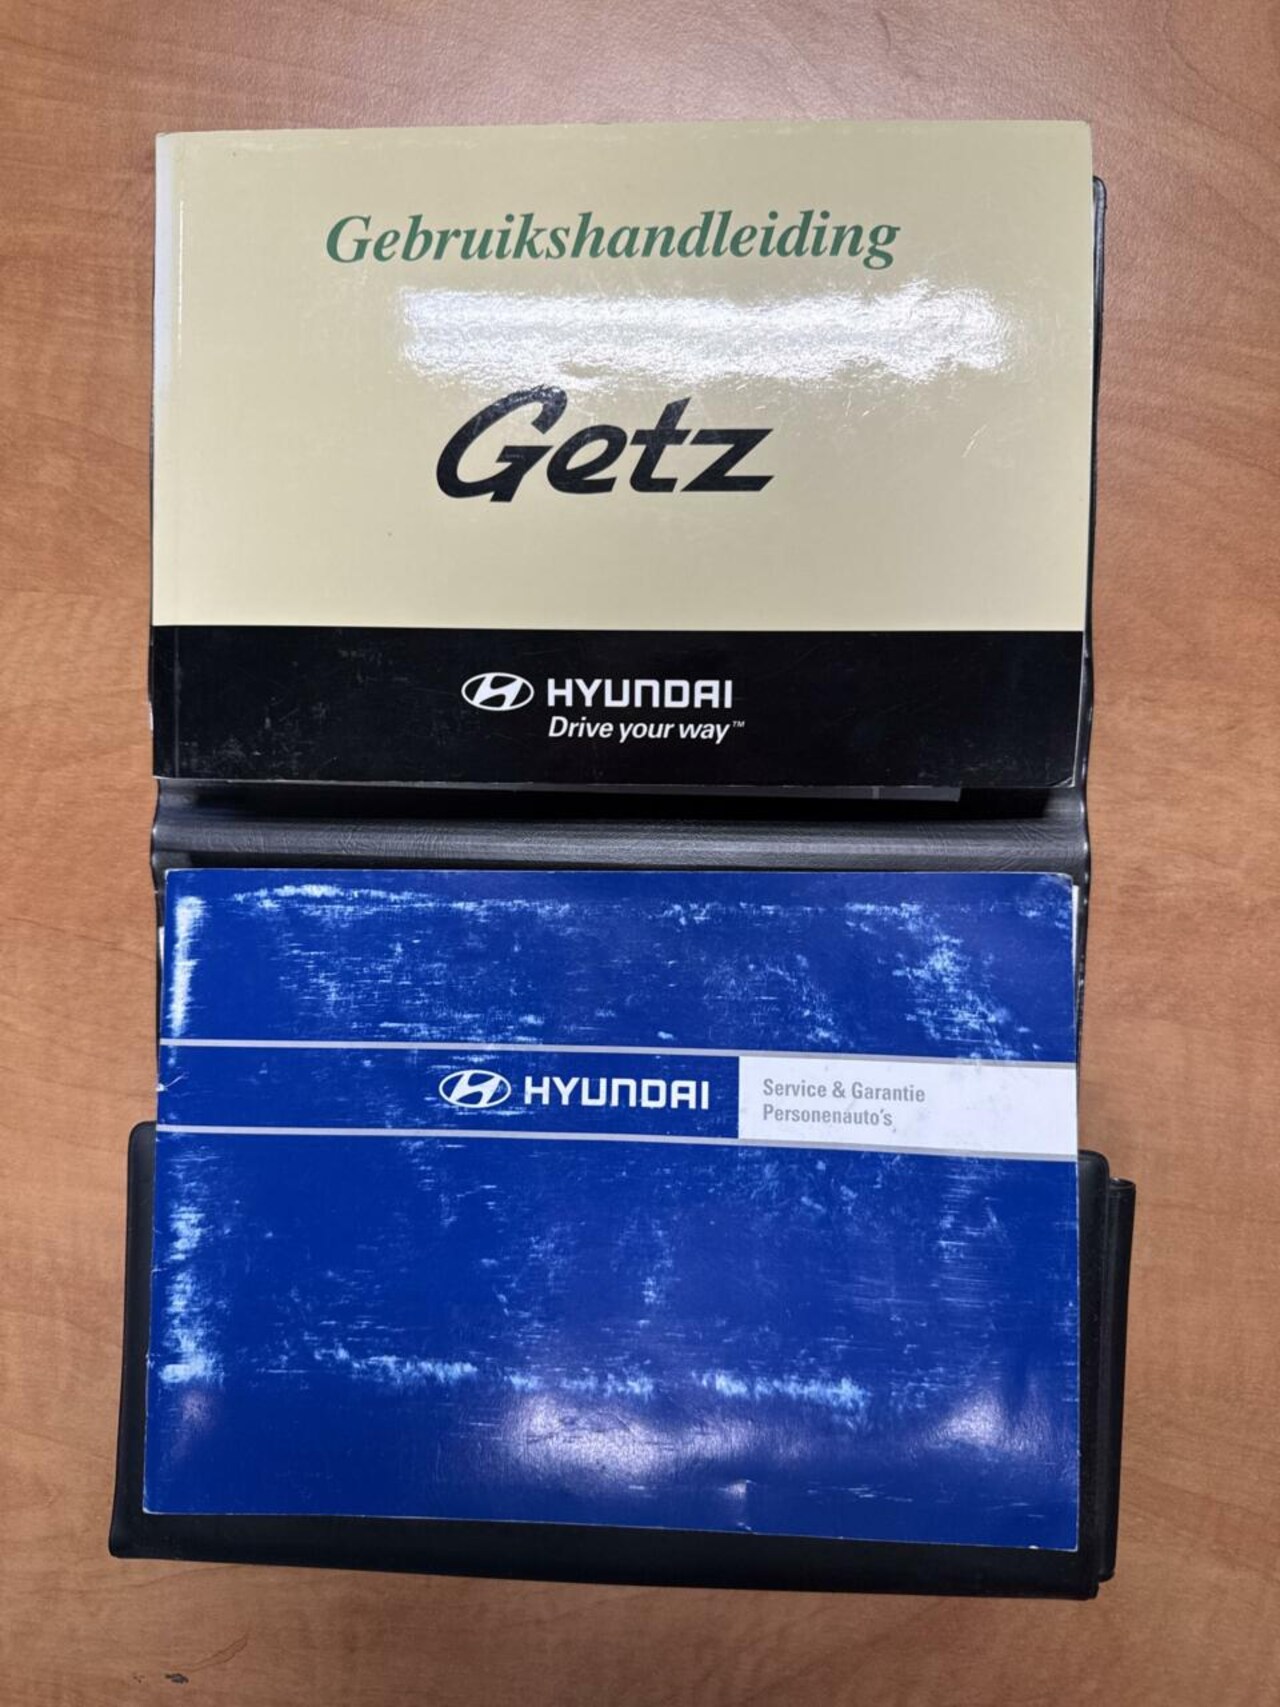 Gebruikshandleiding
Getz
HYUNDAI
Drive your way™
HYUNDAI
Service & Garantie
Personenauto's